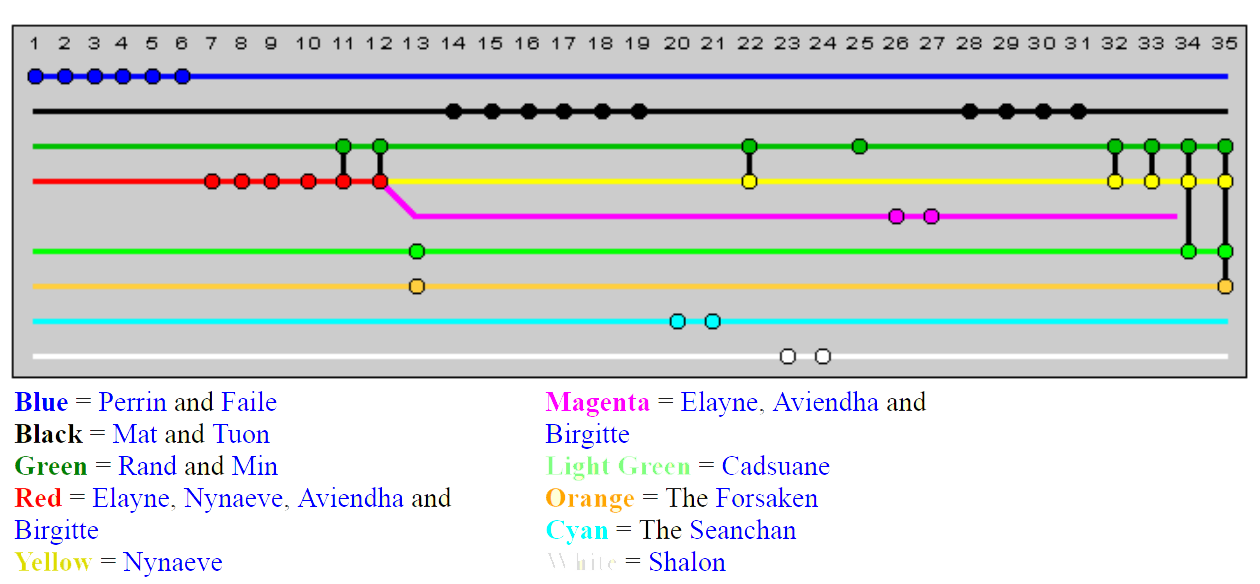 1 2 3 4 5 6 7 8 9 10 11 12 13 14 15 16 17 18 19 20 21 22 23 24 25 26 27 28 29 30 31 32 33 34 35
Blue = Perrin and Faile
Black = Mat and Tuon
Green = Rand and Min
Red = Elayne, Nynaeve, Aviendha and
Birgitte
Yellow = Nynaeve
Magenta = Elayne, Aviendha and
Birgitte
Light Green = Cadsuane
Orange = The Forsaken
Cyan = The Seanchan
White = Shalon